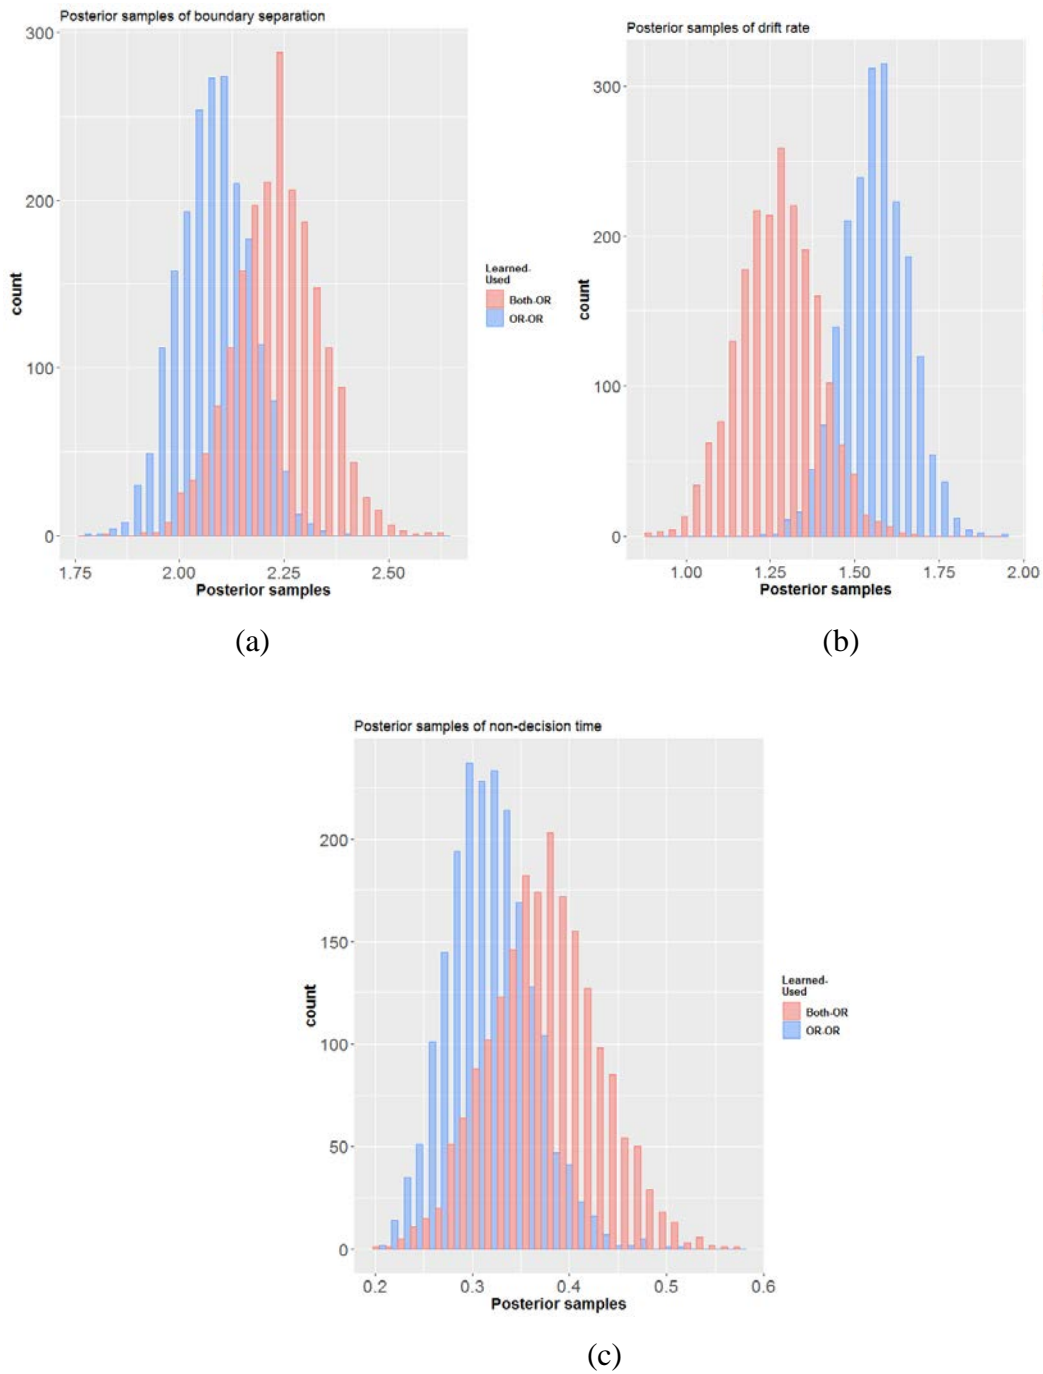 Posterior samples of boundary separation
300
200
100
0
count
1.75 2.00 2.25 2.50
Posterior samples
Learned-
Used
Both-OR
OR-OR
(a)
Posterior samples of drift rate
300
200
100
0
count
1.00 1.25 1.50 1.75 2.00
Posterior samples
(b)
Posterior samples of non-decision time
200
150
100
50
0
count
0.2 0.3 0.4 0.5 0.6
Posterior samples
Learned-
Used
Both-OR
OR-OR
(c)